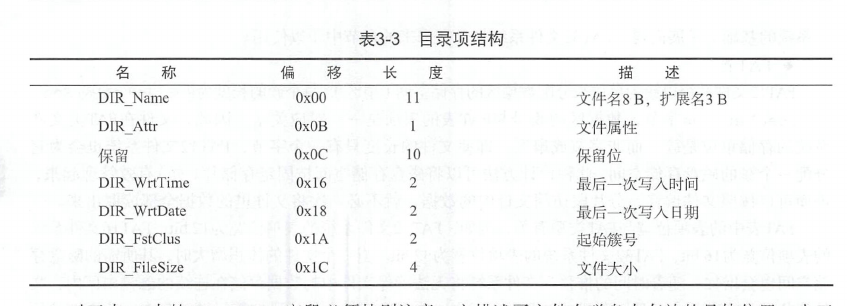 表3-3 目录项结构
名 称 偏 移 长 度 描 述
DIR_Name 0x00 11 文件名8 B，扩展名3 B
DIR_Attr 0x0B 1 文件属性
保留 0x0C 10 保留位
DIR_WrtTime 0x16 2 最后一次写入时间
DIR_WrtDate 0x18 2 最后一次写入日期
DIR_FstClus 0x1A 2 起始簇号
DIR_FileSize 0x1C 4 文件大小